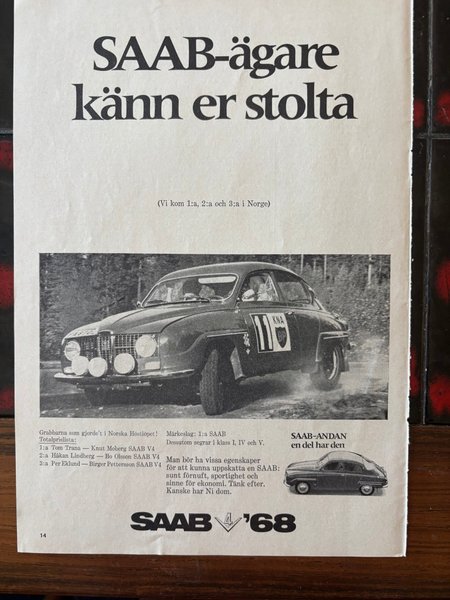 SAAB-ägare
känn er stolta
(Vi kom 1:a, 2:a och 3:a i Norge)
11
KNA
Grabbarna som gjorde't i Norska Höstlöpet!
Totalprislista:
1:a Tom Trana — Knut Moberg SAAB V4
2:a Håkan Lindberg — Bo Olsson SAAB V4
3:a Per Eklund — Birger Pettersson SAAB V4
Märkeslag: 1:a SAAB
Dessutom segrar i klass I, IV och V.
Man bör ha vissa egenskaper
för att kunna uppskatta en SAAB:
sunt förnuft, sportighet och
sinne för ekonomi. Tänk efter.
Kanske har Ni dom.
SAAB-ANDAN
en del har den
SAAB V4 '68
14